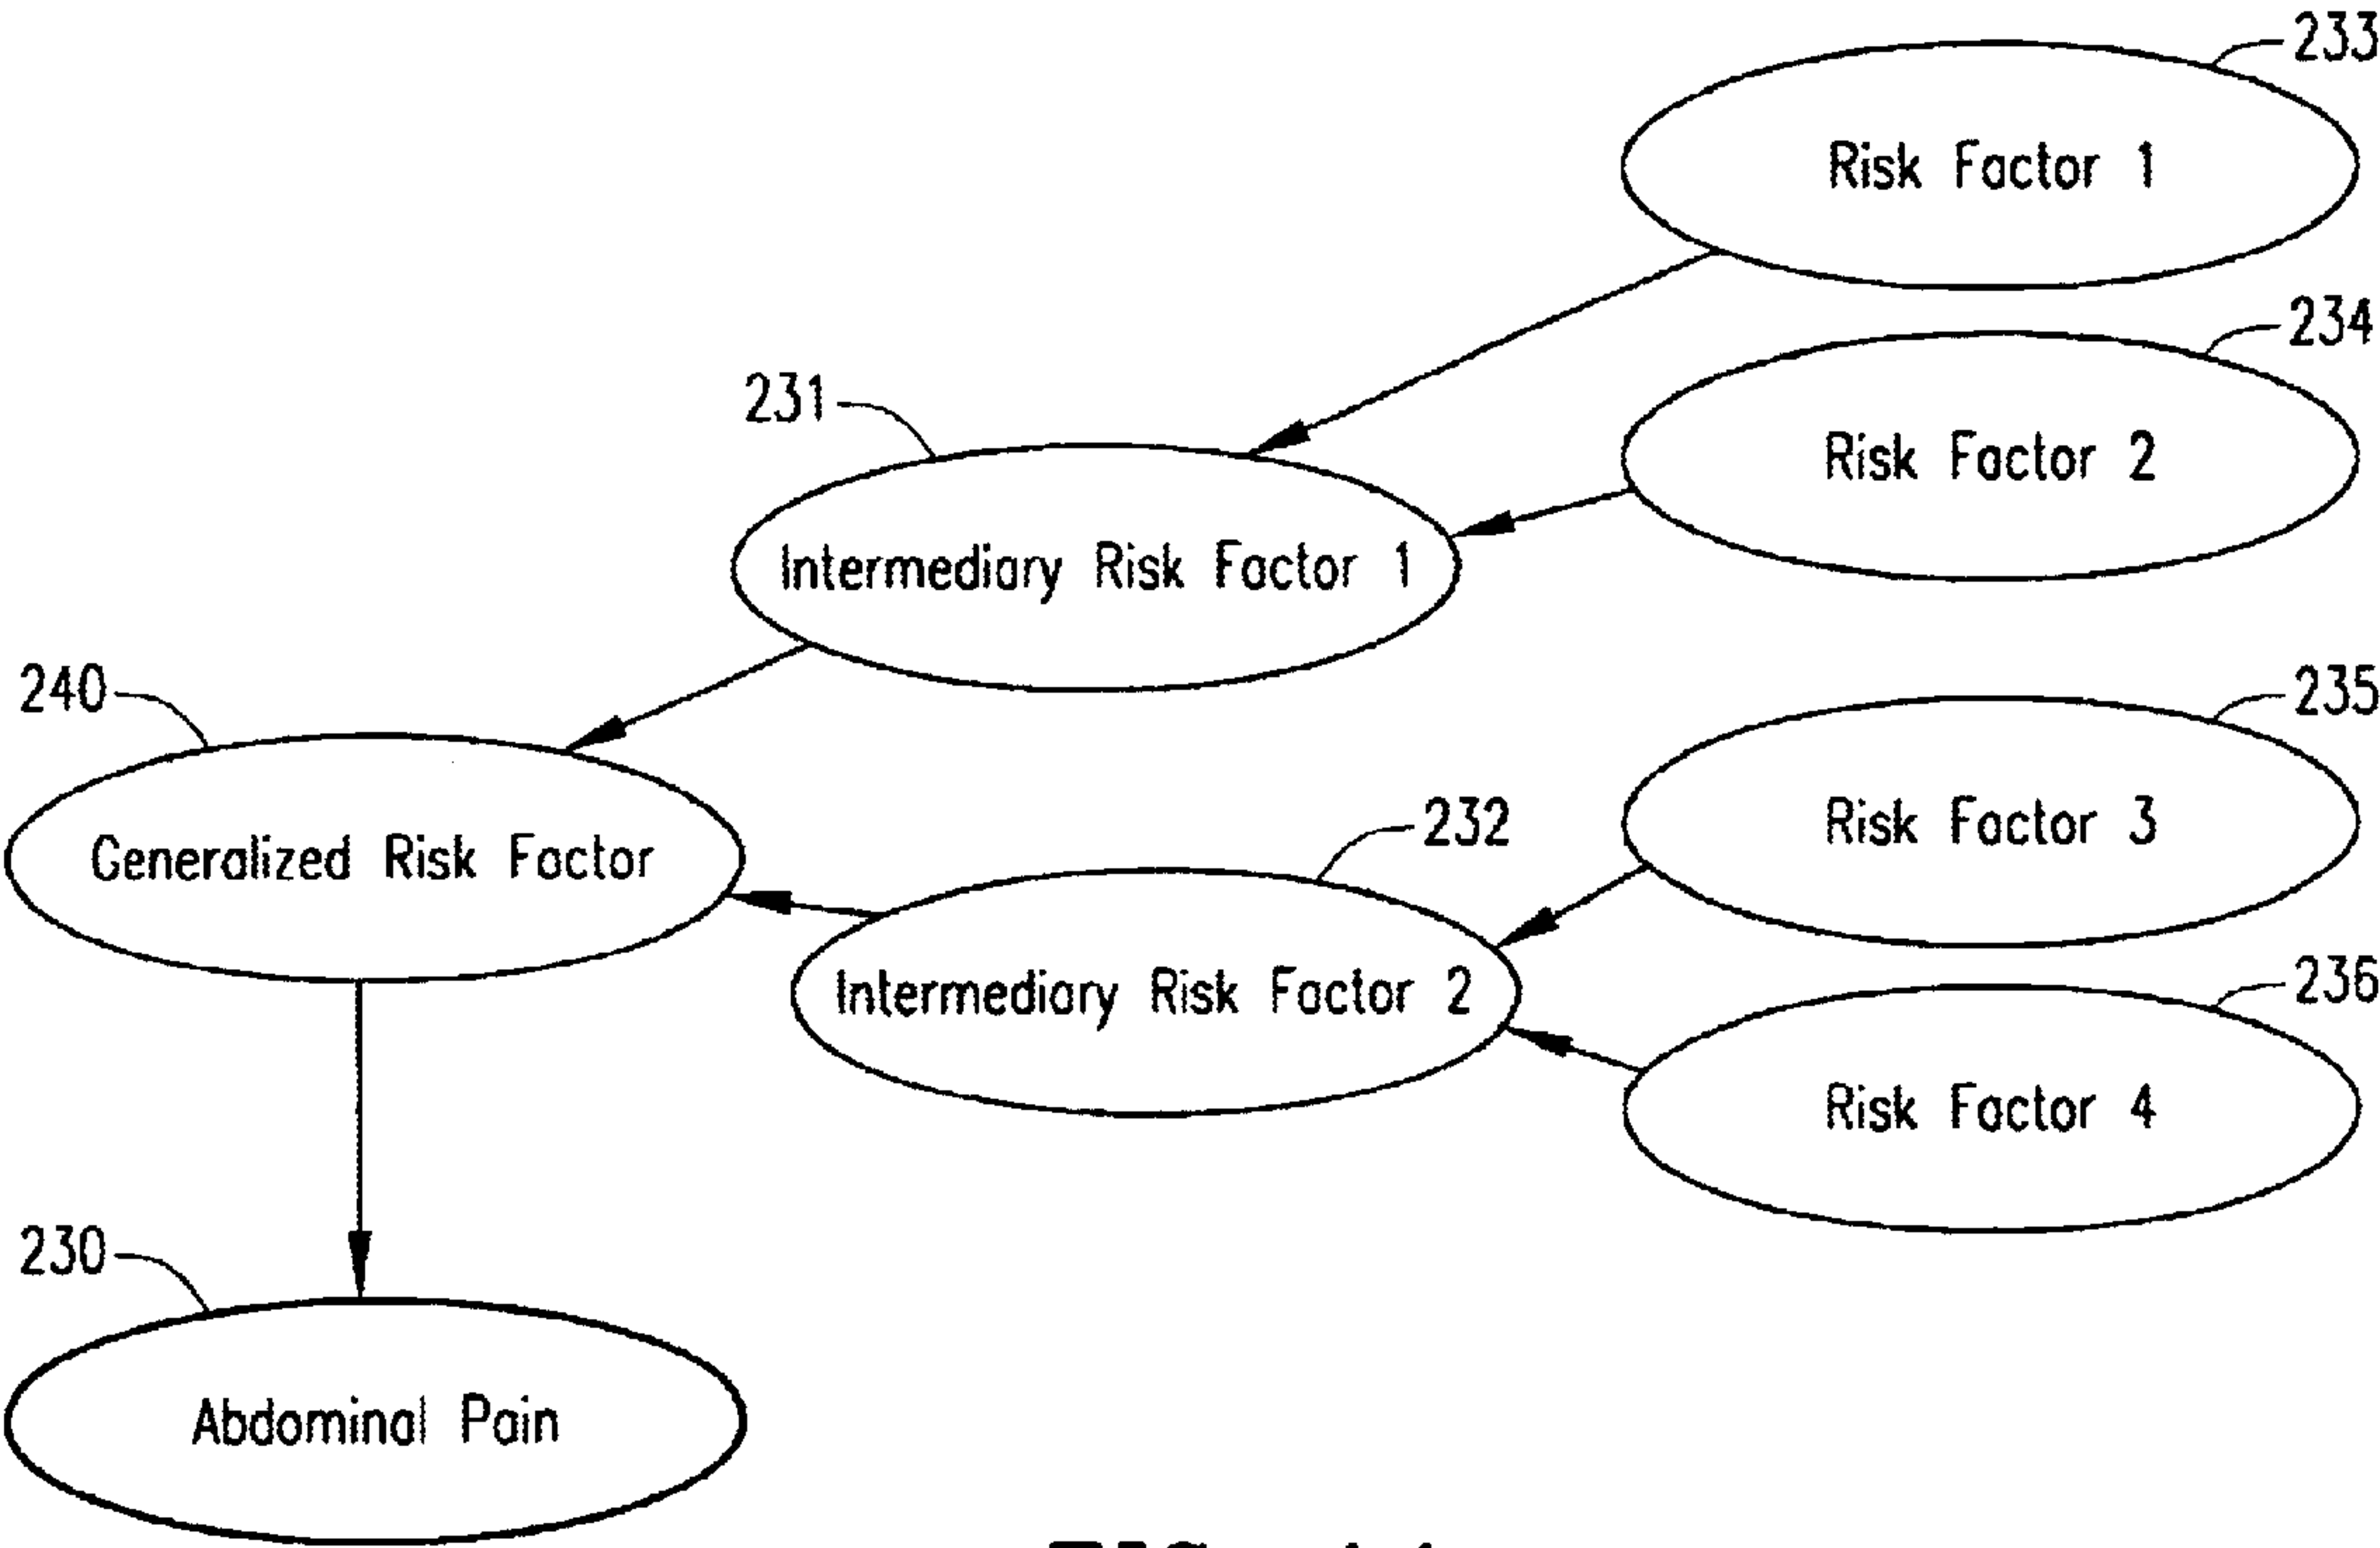 233
Risk Factor 1
234
Risk Factor 2
231
Intermediary Risk Factor 1
240
Generalized Risk Factor
235
Risk Factor 3
232
Intermediary Risk Factor 2
236
Risk Factor 4
230
Abdominal Pain